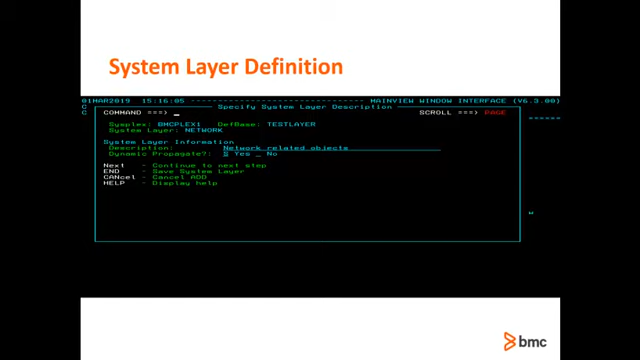 System Layer Definition
01MAR2019 15:16:05 ---------------------------------- MAINVIEW WINDOW INTERFACE (V6.3.00)
C Specify System Layer Description
C COMMAND ===> _ SCROLL ===> PAGE
Sysplex: BMCPLEX1 DefBase: TESTLAYER
System Layer: NETWORK
System Layer Information
Description: Network related objects
Dynamic Propagate?: S Yes _ No
Next - Continue to next step
END - Save System Layer
CANcel - Cancel ADD
HELP - Display help
bmc